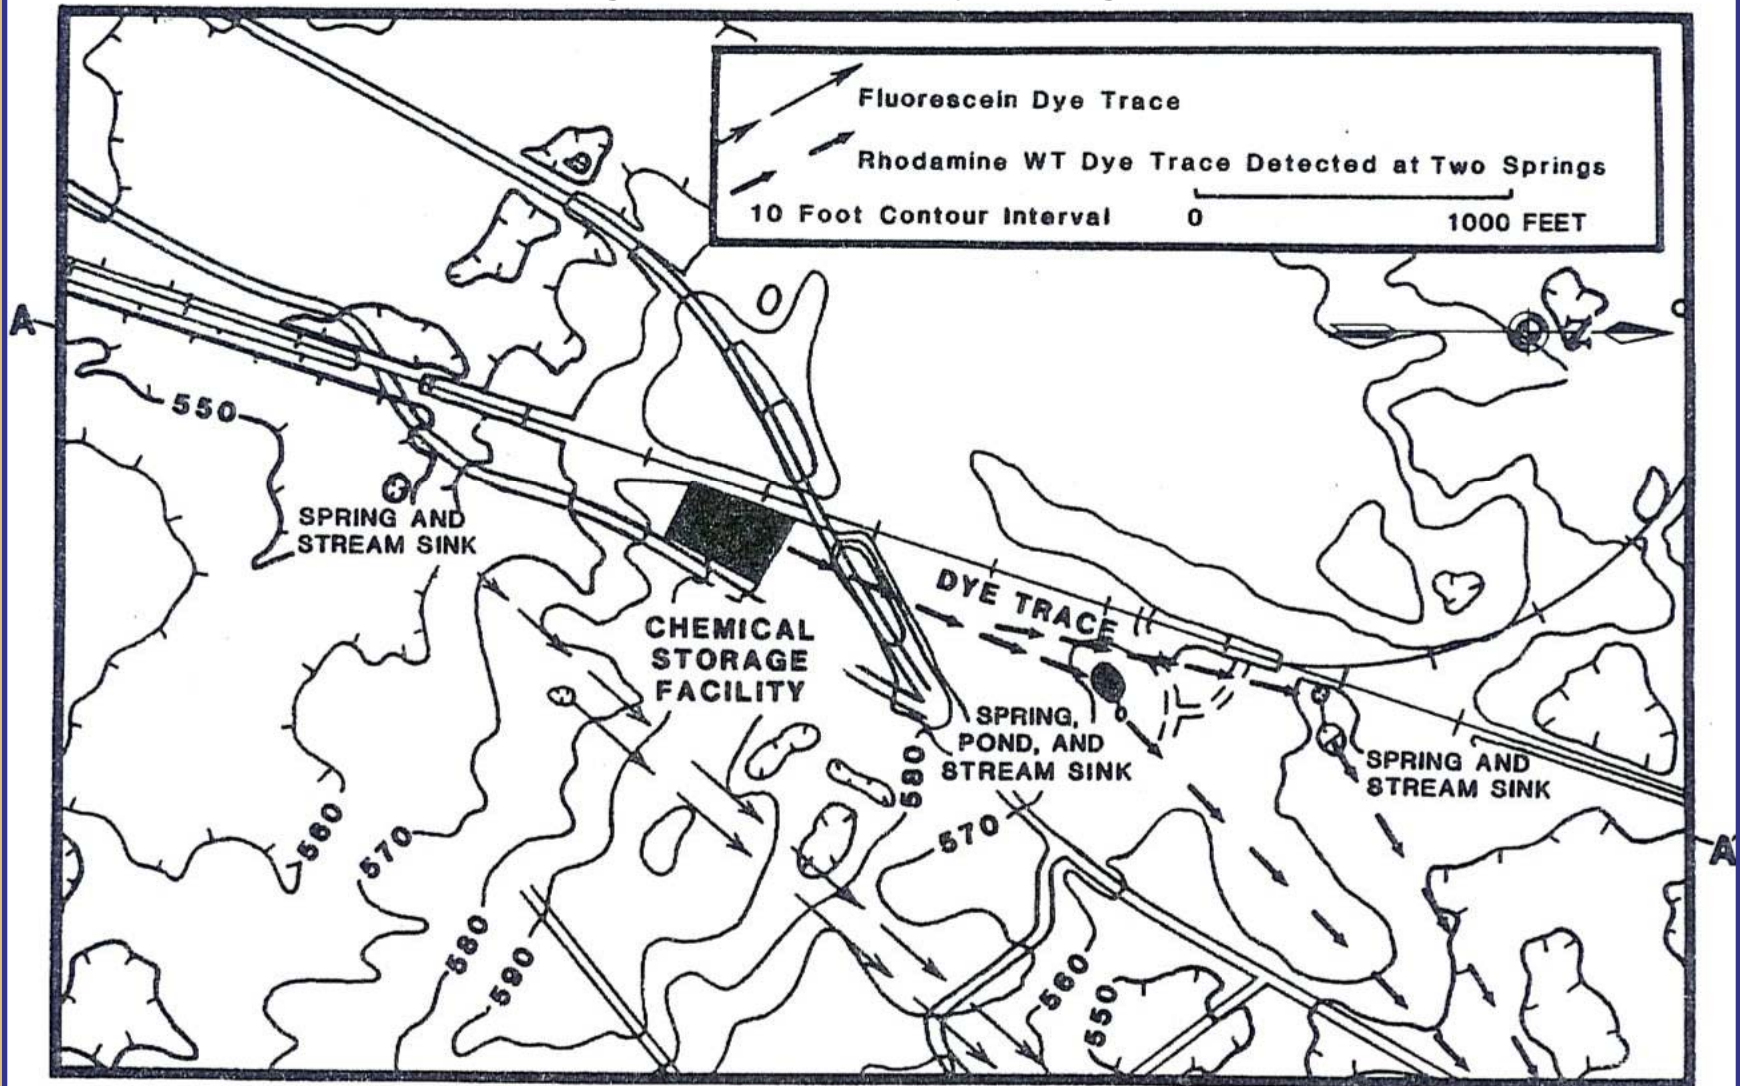 Fluorescein Dye Trace
Rhodamine WT Dye Trace Detected at Two Springs
10 Foot Contour Interval
0
1000 FEET
A
N
550
SPRING AND
STREAM SINK
DYE TRACE
CHEMICAL
STORAGE
FACILITY
SPRING,
POND, AND
STREAM SINK
SPRING AND
STREAM SINK
580
570
560
570
A'
580
590
560
550